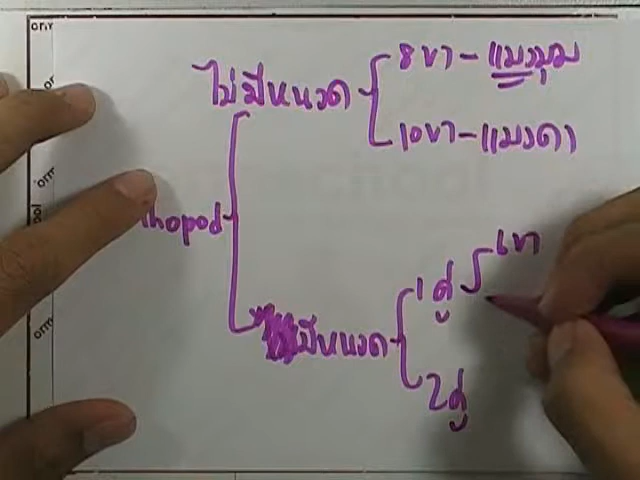 ไม่มีหนวด
8 ขา - แมงมุม
10 ขา - แมงดา
thopod
มีหนวด
1 คู่
6 ขา
2 คู่